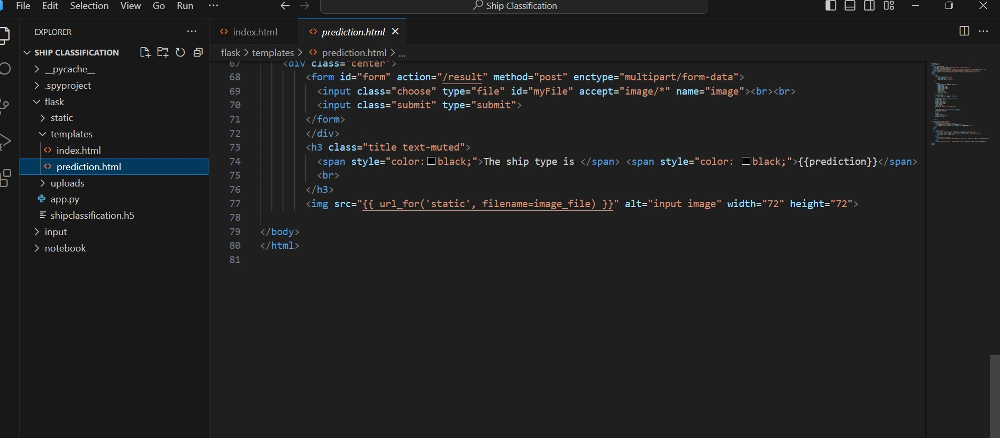 File Edit Selection View Go Run ··· ← → Ship Classification
EXPLORER ···
SHIP CLASSIFICATION
__pycache__
.spyproject
flask
static
templates
index.html
prediction.html
uploads
app.py
shipclassification.h5
input
notebook
index.html prediction.html
flask > templates > prediction.html > ...
67 <div class="center">
68 <form id="form" action="/result" method="post" enctype="multipart/form-data">
69 <input class="choose" type="file" id="myFile" accept="image/*" name="image"><br><br>
70 <input class="submit" type="submit">
71 </form>
72 </div>
73 <h3 class="title text-muted">
74 <span style="color:black;">The ship type is </span> <span style="color: black;">{{prediction}}</span>
75 <br>
76 </h3>
77 <img src="{{ url_for('static', filename=image_file) }}" alt="input image" width="72" height="72">
78
79 </body>
80 </html>
81